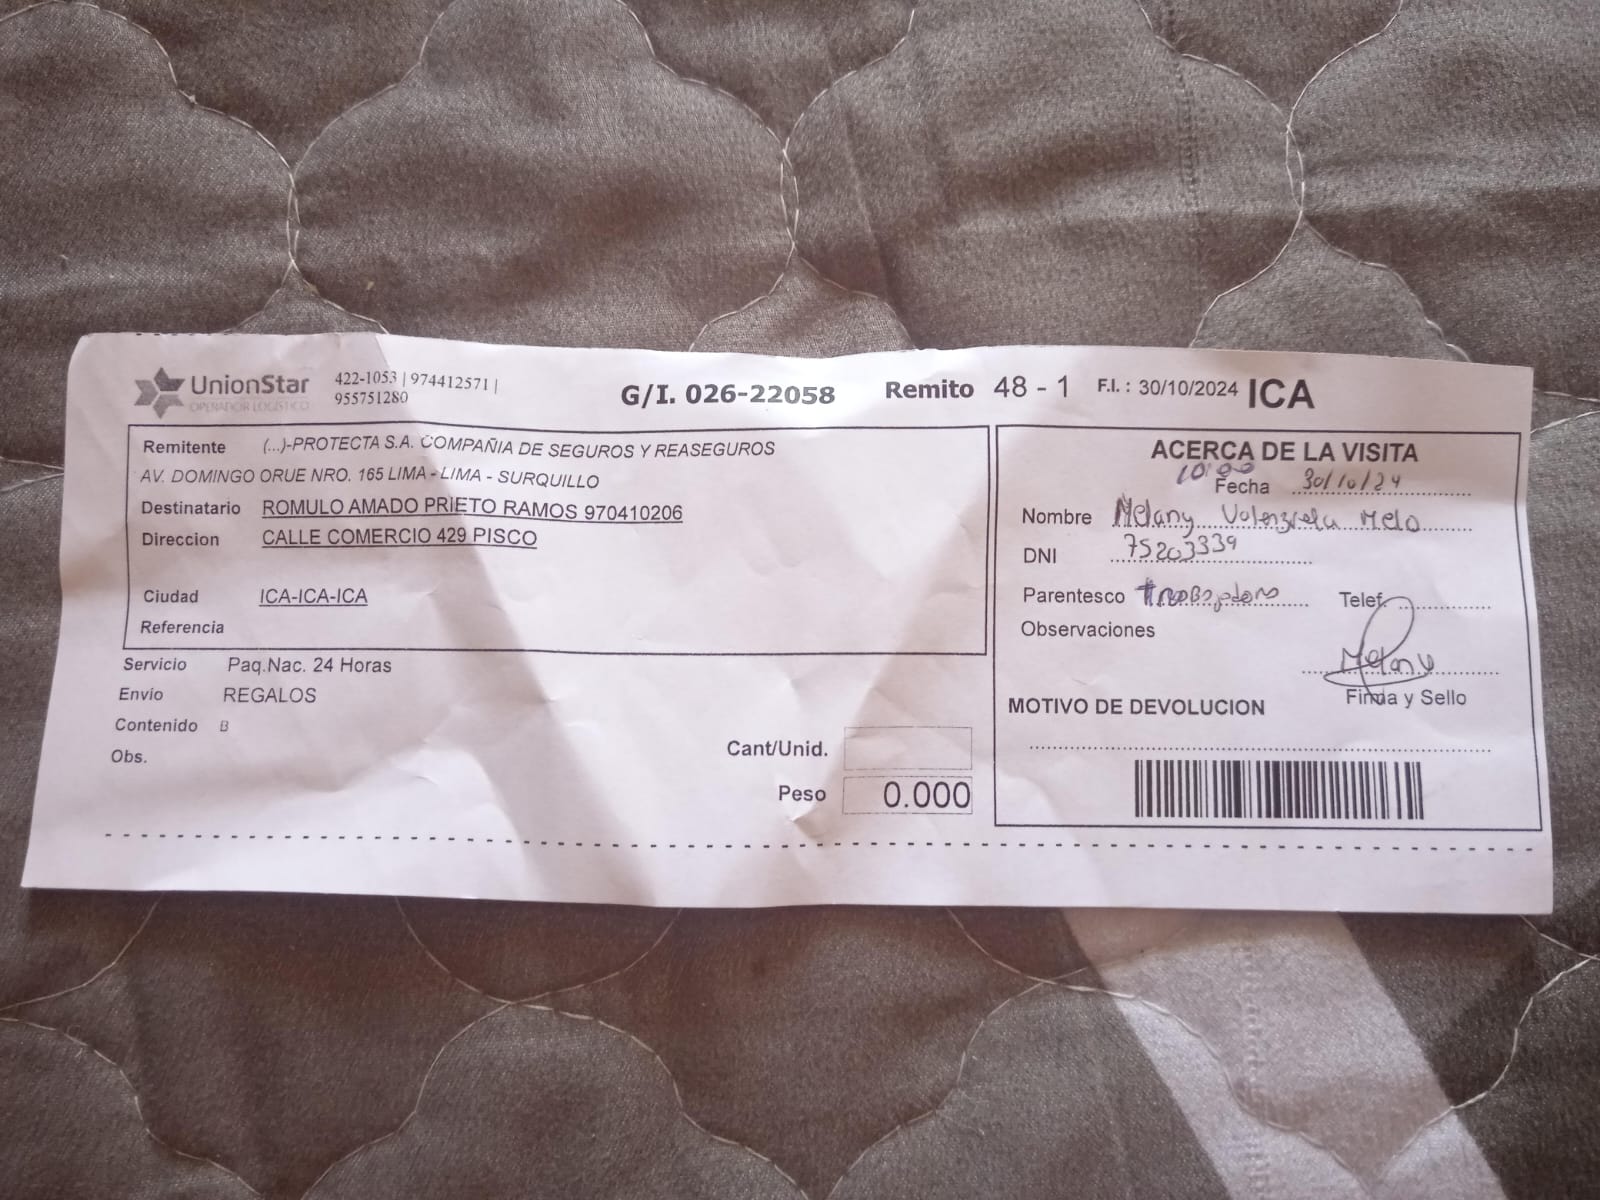 UnionStar
OPERADOR LOGISTICO
422-1053 | 974412571 |
955751280
G/I. 026-22058
Remito 48 - 1
F.I. : 30/10/2024
ICA
Remitente (...)-PROTECTA S.A. COMPAÑIA DE SEGUROS Y REASEGUROS
AV. DOMINGO ORUE NRO. 165 LIMA - LIMA - SURQUILLO
Destinatario ROMULO AMADO PRIETO RAMOS 970410206
Direccion CALLE COMERCIO 429 PISCO
Ciudad ICA-ICA-ICA
Referencia
Servicio Paq.Nac. 24 Horas
Envio REGALOS
Contenido B
Obs.
Cant/Unid.
Peso 0.000
ACERCA DE LA VISITA
10:00
Fecha 30/10/24
Nombre Melany Valenzuela Melo
DNI 75203339
Parentesco trabajadora Telef.
Observaciones
Melany
Firma y Sello
MOTIVO DE DEVOLUCION